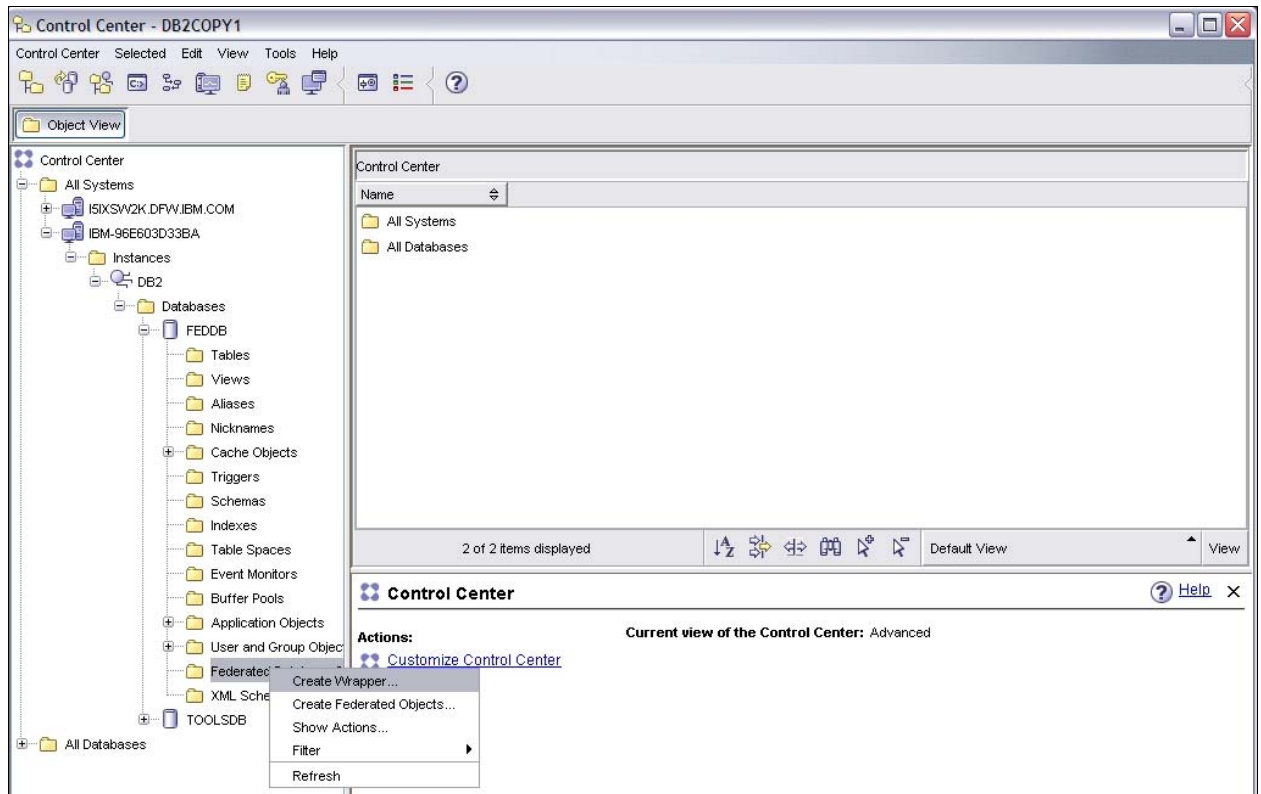 Control Center - DB2COPY1
Control Center Selected Edit View Tools Help
Object View
Control Center
All Systems
I5IXSW2K.DFW.IBM.COM
IBM-96E603D33BA
Instances
DB2
Databases
FEDDB
Tables
Views
Aliases
Nicknames
Cache Objects
Triggers
Schemas
Indexes
Table Spaces
Event Monitors
Buffer Pools
Application Objects
User and Group Objec
Federated
XML Sche
TOOLSDB
All Databases
Create Wrapper...
Create Federated Objects...
Show Actions...
Filter
Refresh
Control Center
Name
All Systems
All Databases
2 of 2 items displayed
Default View
View
Control Center
Help
Actions:
Current view of the Control Center: Advanced
Customize Control Center